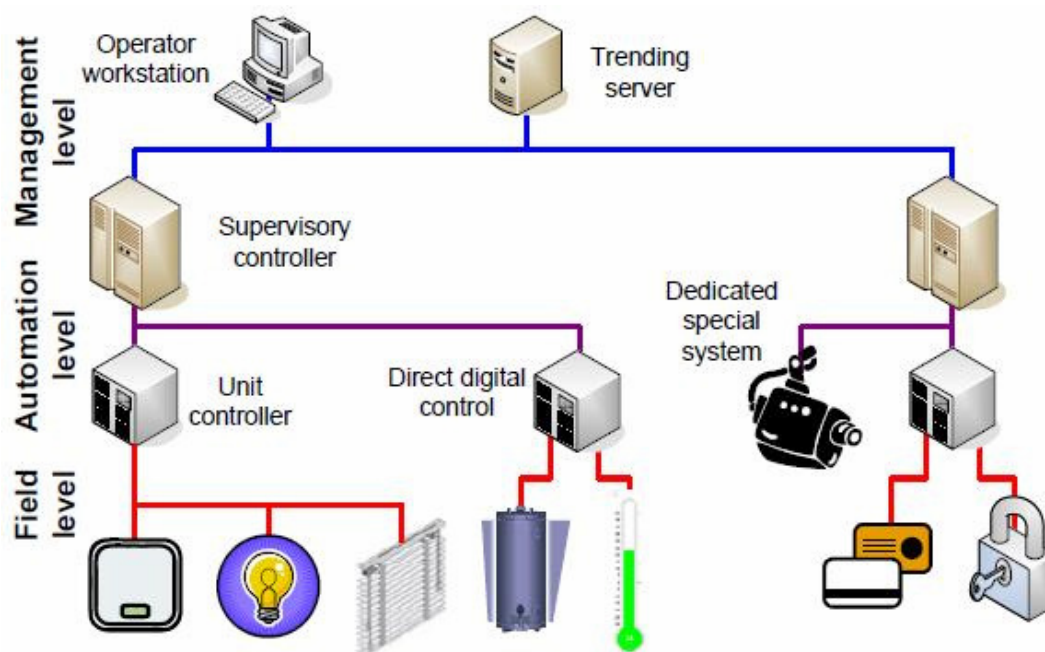 Management
level
Automation
level
Field
level
Operator
workstation
Trending
server
Supervisory
controller
Dedicated
special
system
Unit
controller
Direct digital
control